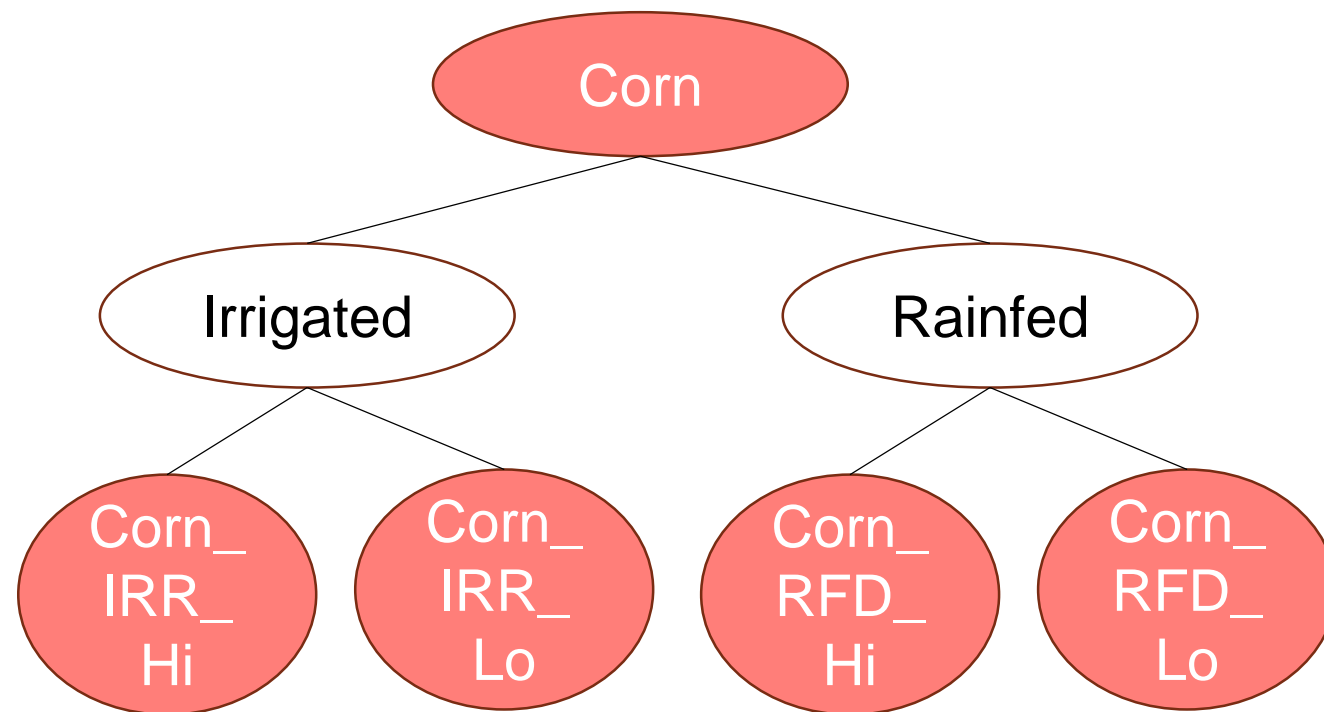 Corn
Irrigated
Rainfed
Corn_
IRR_
Hi
Corn_
IRR_
Lo
Corn_
RFD_
Hi
Corn_
RFD_
Lo